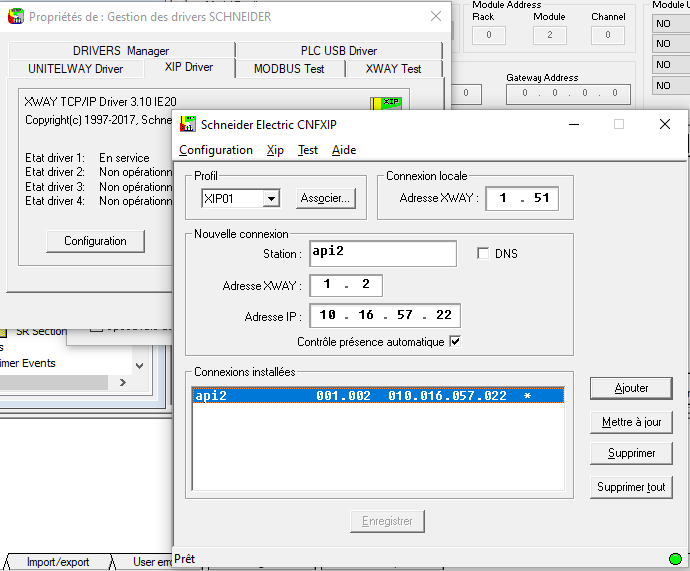 Propriétés de : Gestion des drivers SCHNEIDER
DRIVERS Manager
PLC USB Driver
UNITELWAY Driver
XIP Driver
MODBUS Test
XWAY Test
XWAY TCP/IP Driver 3.10 IE20
XIP
Copyright(c) 1997-2017, Schne
Etat driver 1: En service
Etat driver 2: Non opérationn
Etat driver 3: Non opérationn
Etat driver 4: Non opérationn
Configuration
Module Address
Rack Module Channel
0 2 0
Module
NO
NO
NO
NO
Gateway Address
0
0 . 0 . 0 . 0
Schneider Electric CNFXIP
Configuration Xip Test Aide
Profil
XIP01
Associer...
Connexion locale
Adresse XWAY : 1 . 51
Nouvelle connexion
Station : api2
DNS
Adresse XWAY : 1 . 2
Adresse IP : 10 . 16 . 57 . 22
Contrôle présence automatique
Connexions installées
api2 001.002 010.016.057.022 *
Ajouter
Mettre à jour
Supprimer
Supprimer tout
Enregistrer
Prêt
SR Section
imer Events
Import/export
User err